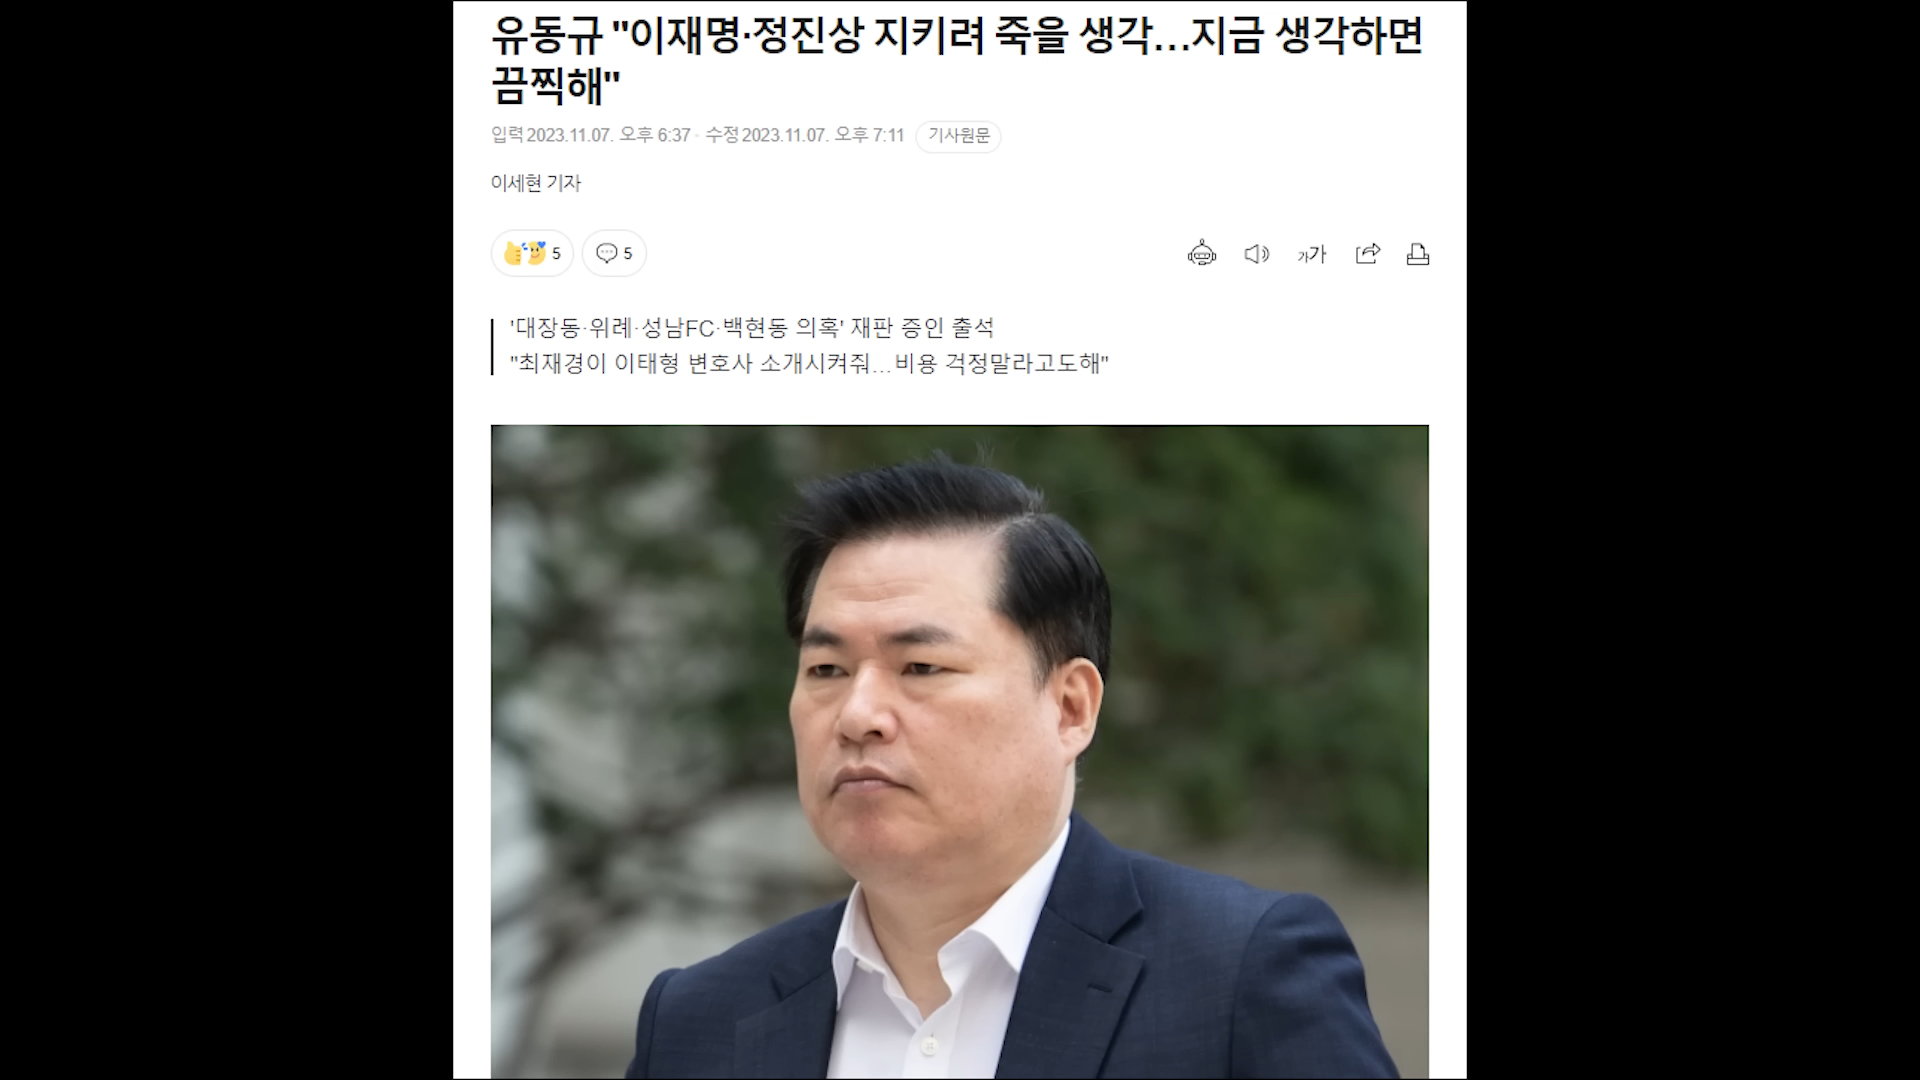 유동규 "이재명·정진상 지키려 죽을 생각…지금 생각하면
끔찍해"
입력 2023.11.07. 오후 6:37 · 수정 2023.11.07. 오후 7:11 기사원문
이세현 기자
5 5 가가
'대장동·위례·성남FC·백현동 의혹' 재판 증인 출석
"최재경이 이태형 변호사 소개시켜줘…비용 걱정말라고도해"